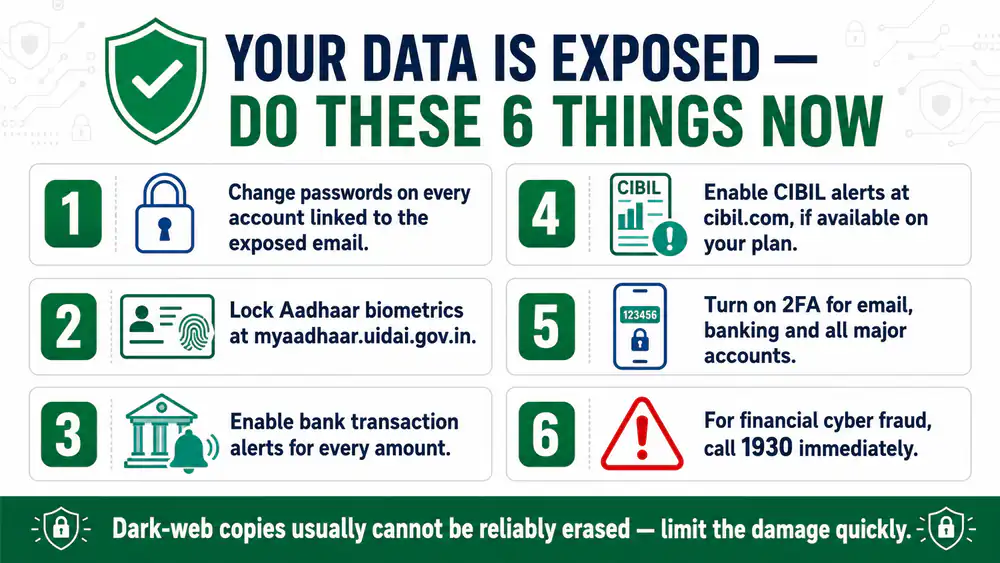 YOUR DATA IS EXPOSED —
DO THESE 6 THINGS NOW
1
Change passwords on every
account linked to the
exposed email.
2
Lock Aadhaar biometrics
at myaadhaar.uidai.gov.in.
3
Enable bank transaction
alerts for every amount.
4
CIBIL
Enable CIBIL alerts at
cibil.com, if available on
your plan.
5
123456
Turn on 2FA for email,
banking and all major
accounts.
6
For financial cyber fraud,
call 1930 immediately.
Dark-web copies usually cannot be reliably erased — limit the damage quickly.